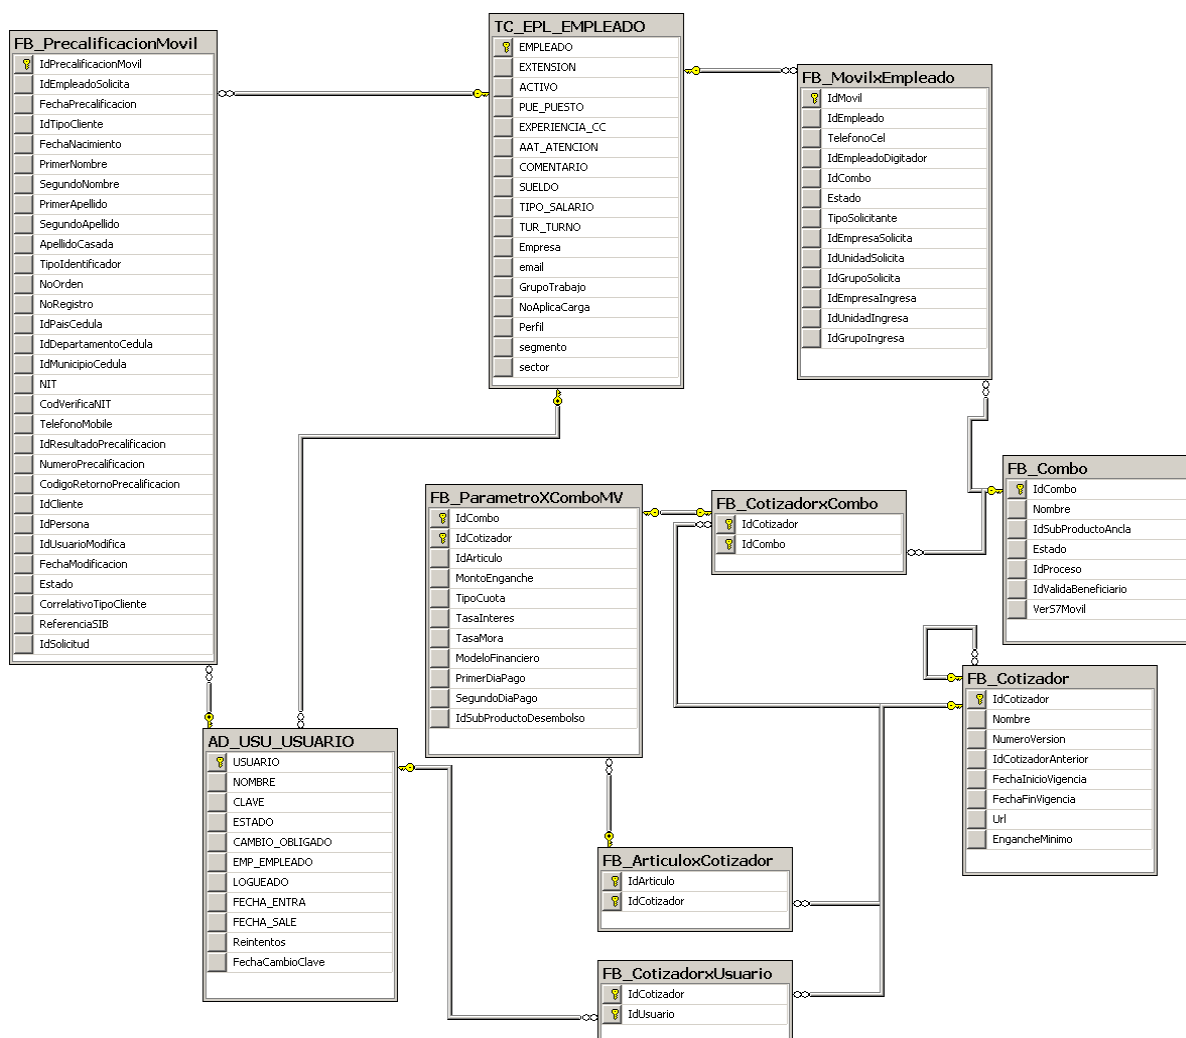 FB_PrecalificacionMovil
IdPrecalificacionMovil
IdEmpleadoSolicita
FechaPrecalificacion
IdTipoCliente
FechaNacimiento
PrimerNombre
SegundoNombre
PrimerApellido
SegundoApellido
ApellidoCasada
TipoIdentificador
NoOrden
NoRegistro
IdPaisCedula
IdDepartamentoCedula
IdMunicipioCedula
NIT
CodVerificaNIT
TelefonoMobile
IdResultadoPrecalificacion
NumeroPrecalificacion
CodigoRetornoPrecalificacion
IdCliente
IdPersona
IdUsuarioModifica
FechaModificacion
Estado
CorrelativoTipoCliente
ReferenciaSIB
IdSolicitud
TC_EPL_EMPLEADO
EMPLEADO
EXTENSION
ACTIVO
PUE_PUESTO
EXPERIENCIA_CC
AAT_ATENCION
COMENTARIO
SUELDO
TIPO_SALARIO
TUR_TURNO
Empresa
email
GrupoTrabajo
NoAplicaCarga
Perfil
segmento
sector
FB_MovilxEmpleado
IdMovil
IdEmpleado
TelefonoCel
IdEmpleadoDigitador
IdCombo
Estado
TipoSolicitante
IdEmpresaSolicita
IdUnidadSolicita
IdGrupoSolicita
IdEmpresaIngresa
IdUnidadIngresa
IdGrupoIngresa
FB_ParametroXComboMV
IdCombo
IdCotizador
IdArticulo
MontoEnganche
TipoCuota
TasaInteres
TasaMora
ModeloFinanciero
PrimerDiaPago
SegundoDiaPago
IdSubProductoDesembolso
FB_CotizadorxCombo
IdCotizador
IdCombo
FB_Combo
IdCombo
Nombre
IdSubProductoAncla
Estado
IdProceso
IdValidaBeneficiario
VerS7Movil
FB_Cotizador
IdCotizador
Nombre
NumeroVersion
IdCotizadorAnterior
FechaInicioVigencia
FechaFinVigencia
Url
EngancheMinimo
AD_USU_USUARIO
USUARIO
NOMBRE
CLAVE
ESTADO
CAMBIO_OBLIGADO
EMP_EMPLEADO
LOGUEADO
FECHA_ENTRA
FECHA_SALE
Reintentos
FechaCambioClave
FB_ArticuloxCotizador
IdArticulo
IdCotizador
FB_CotizadorxUsuario
IdCotizador
IdUsuario